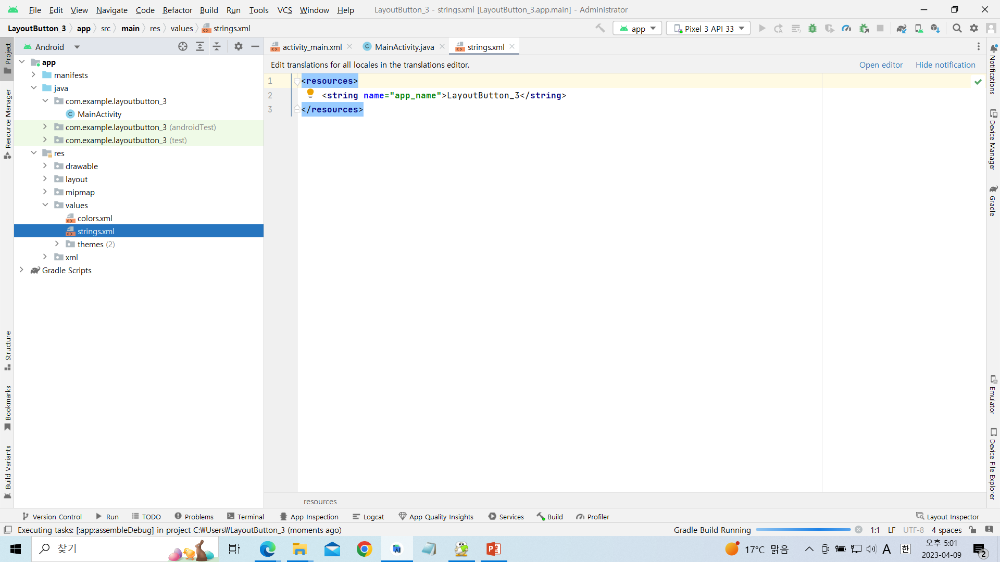 File Edit View Navigate Code Refactor Build Run Tools VCS Window Help LayoutButton_3 - strings.xml [LayoutButton_3.app.main] - Administrator
LayoutButton_3 app src main res values strings.xml app Pixel 3 API 33
Project
Resource Manager
Structure
Bookmarks
Build Variants
Android
app
manifests
java
com.example.layoutbutton_3
C MainActivity
com.example.layoutbutton_3 (androidTest)
com.example.layoutbutton_3 (test)
res
drawable
layout
mipmap
values
colors.xml
strings.xml
themes (2)
xml
Gradle Scripts
activity_main.xml C MainActivity.java strings.xml
Edit translations for all locales in the translations editor. Open editor Hide notification
1 <resources>
2 <string name="app_name">LayoutButton_3</string>
3 </resources>
resources
Notifications
Device Manager
Gradle
Emulator
Device File Explorer
Version Control Run TODO Problems Terminal App Inspection Logcat App Quality Insights Services Build Profiler Layout Inspector
Executing tasks: [:app:assembleDebug] in project C:₩Users₩LayoutButton_3 (moments ago) Gradle Build Running 1:1 LF UTF-8 4 spaces
찾기 17°C 맑음 A 한 오후 5:01
2023-04-09
2